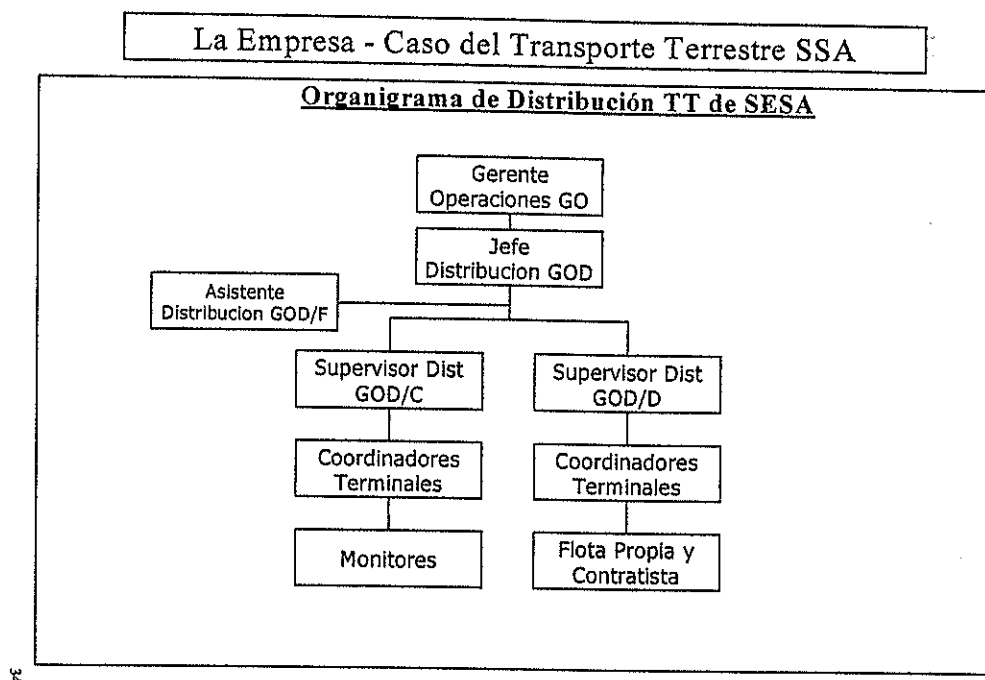 La Empresa - Caso del Transporte Terrestre SSA
Organigrama de Distribución TT de SESA
Gerente
Operaciones GO
Jefe
Distribucion GOD
Asistente
Distribucion GOD/F
Supervisor Dist
GOD/C
Supervisor Dist
GOD/D
Coordinadores
Terminales
Coordinadores
Terminales
Monitores
Flota Propia y
Contratista